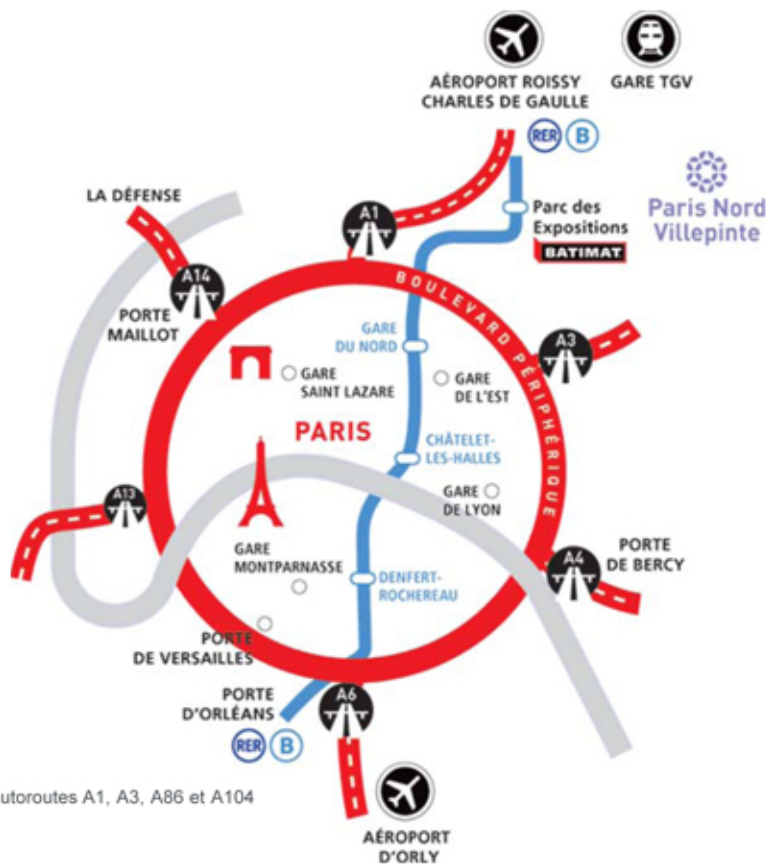 AÉROPORT ROISSY
CHARLES DE GAULLE
GARE TGV
RER B
LA DÉFENSE
A1
Parc des
Expositions
BATIMAT
Paris Nord
Villepinte
A14
PORTE
MAILLOT
BOULEVARD PÉRIPHÉRIQUE
GARE
DU NORD
A3
GARE
SAINT LAZARE
GARE
DE L'EST
PARIS
CHÂTELET-
LES-HALLES
A13
GARE
DE LYON
GARE
MONTPARNASSE
DENFERT-
ROCHEREAU
A4
PORTE
DE BERCY
PORTE
DE VERSAILLES
PORTE
D'ORLÉANS
A6
RER B
utoroutes A1, A3, A86 et A104
AÉROPORT
D'ORLY